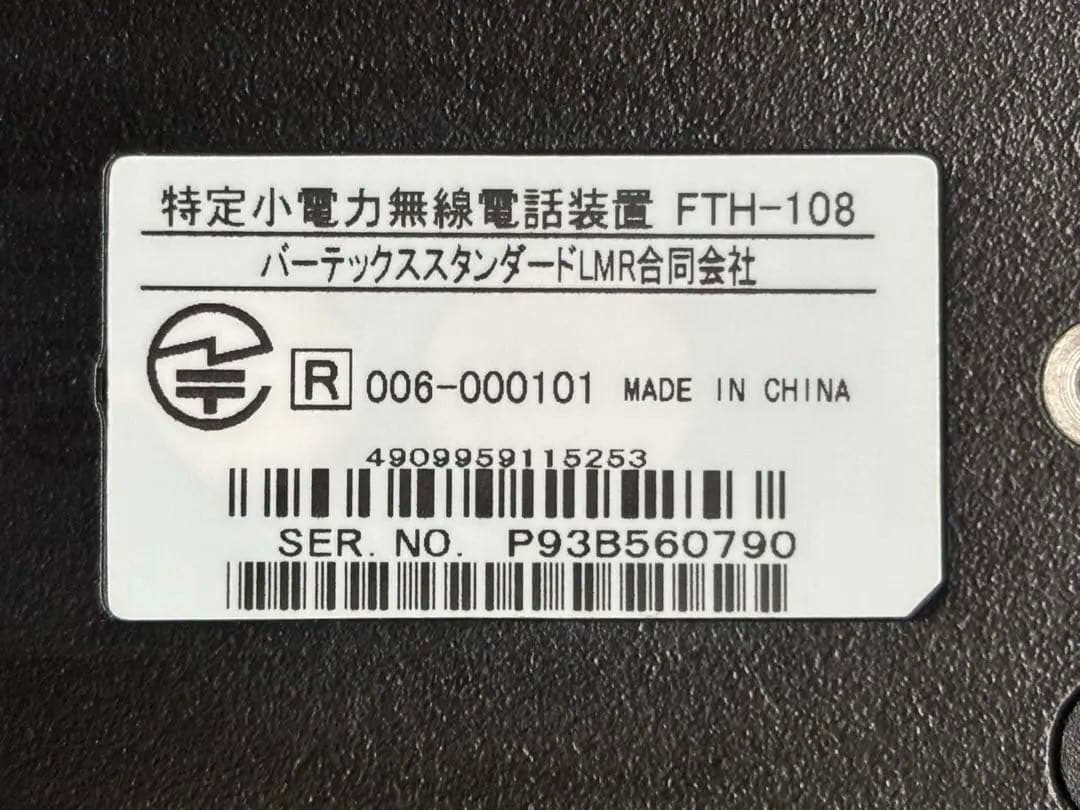 特定小電力無線電話装置 FTH-108
バーテックススタンダードLMR合同会社
R 006-000101 MADE IN CHINA
4909959115253
SER. NO. P93B560790